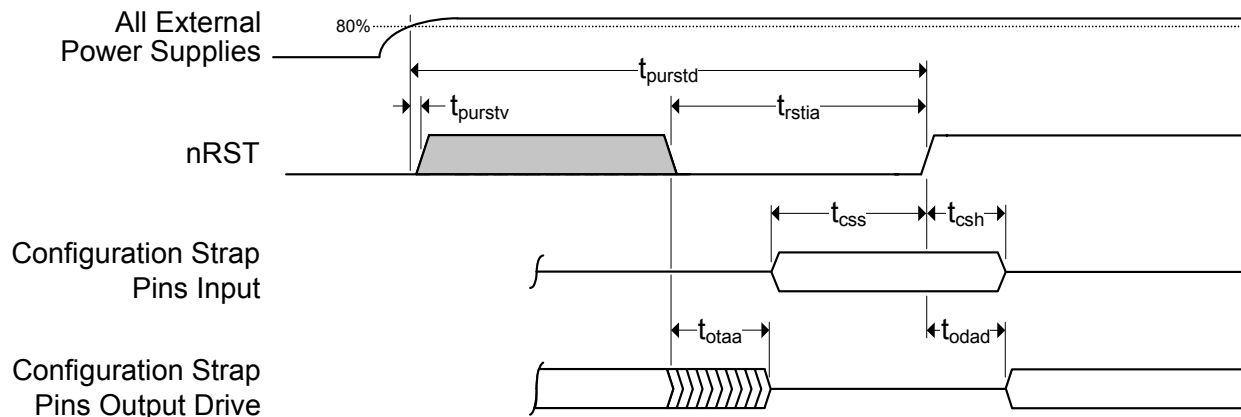 All External
Power Supplies
80%
tpurstd
tpurstv
trstia
nRST
tcss
tcsh
Configuration Strap
Pins Input
totaa
todad
Configuration Strap
Pins Output Drive